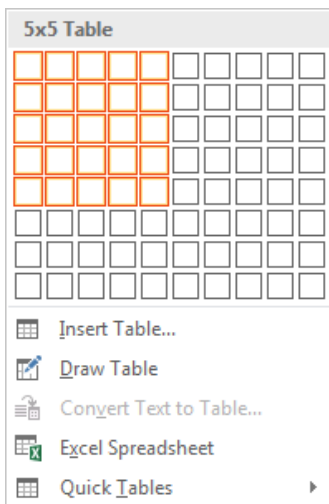 5x5 Table
Insert Table...
Draw Table
Convert Text to Table...
Excel Spreadsheet
Quick Tables